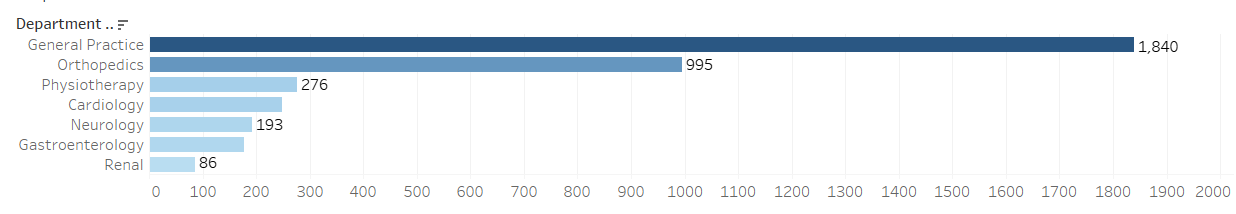 Department ..
General Practice 1,840
Orthopedics 995
Physiotherapy 276
Cardiology
Neurology 193
Gastroenterology
Renal 86
0 100 200 300 400 500 600 700 800 900 1000 1100 1200 1300 1400 1500 1600 1700 1800 1900 2000